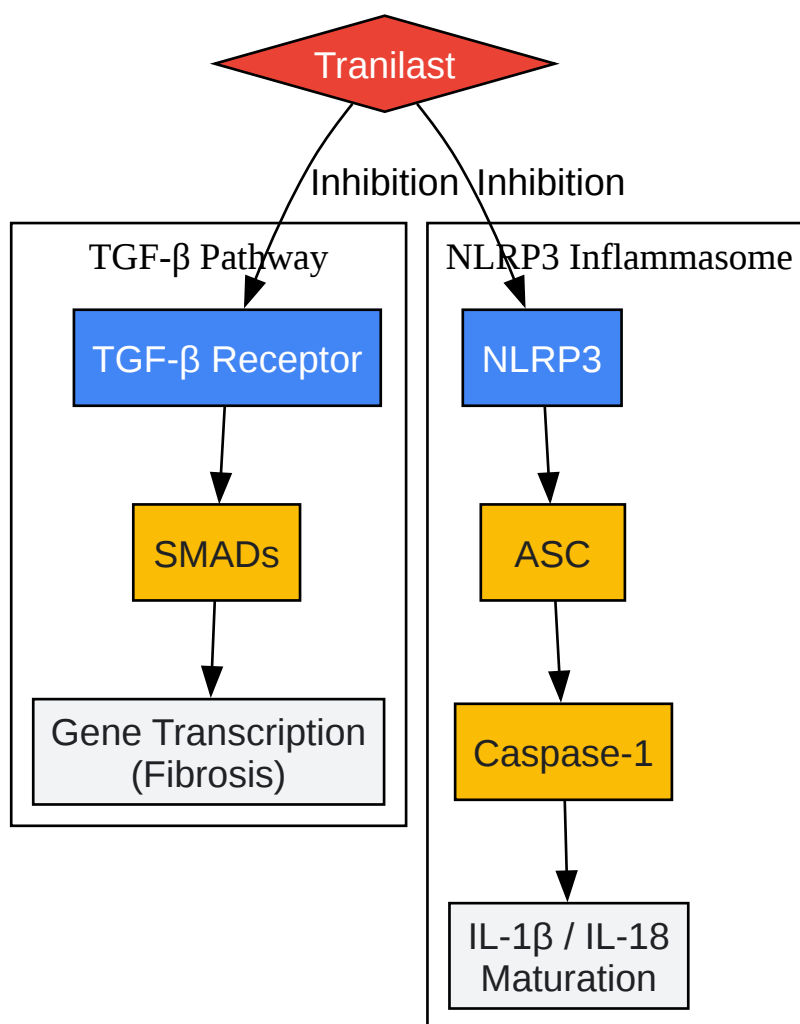 Tranilast
Inhibition
Inhibition
TGF-β Pathway
NLRP3 Inflammasome
TGF-β Receptor
NLRP3
SMADs
ASC
Gene Transcription
(Fibrosis)
Caspase-1
IL-1β / IL-18
Maturation